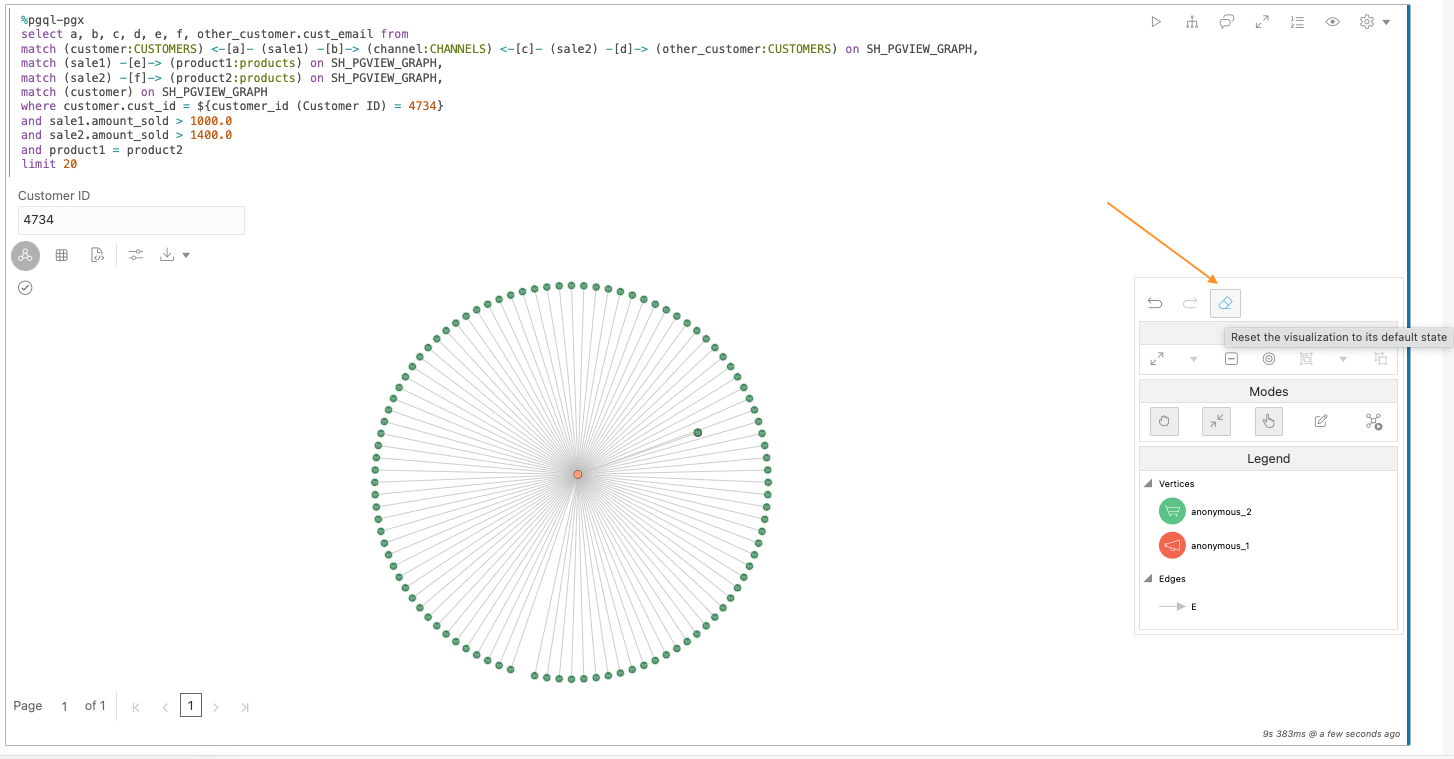 %pgql-pgx
select a, b, c, d, e, f, other_customer.cust_email from
match (customer:CUSTOMERS) <-[a]- (sale1) -[b]-> (channel:CHANNELS) <-[c]- (sale2) -[d]-> (other_customer:CUSTOMERS) on SH_PGVIEW_GRAPH,
match (sale1) -[e]-> (product1:products) on SH_PGVIEW_GRAPH,
match (sale2) -[f]-> (product2:products) on SH_PGVIEW_GRAPH,
match (customer) on SH_PGVIEW_GRAPH
where customer.cust_id = ${customer_id (Customer ID) = 4734}
and sale1.amount_sold > 1000.0
and sale2.amount_sold > 1400.0
and product1 = product2
limit 20
Customer ID
4734
Reset the visualization to its default state
Modes
Legend
Vertices
anonymous_2
anonymous_1
Edges
E
Page 1 of 1 1
9s 383ms @ a few seconds ago